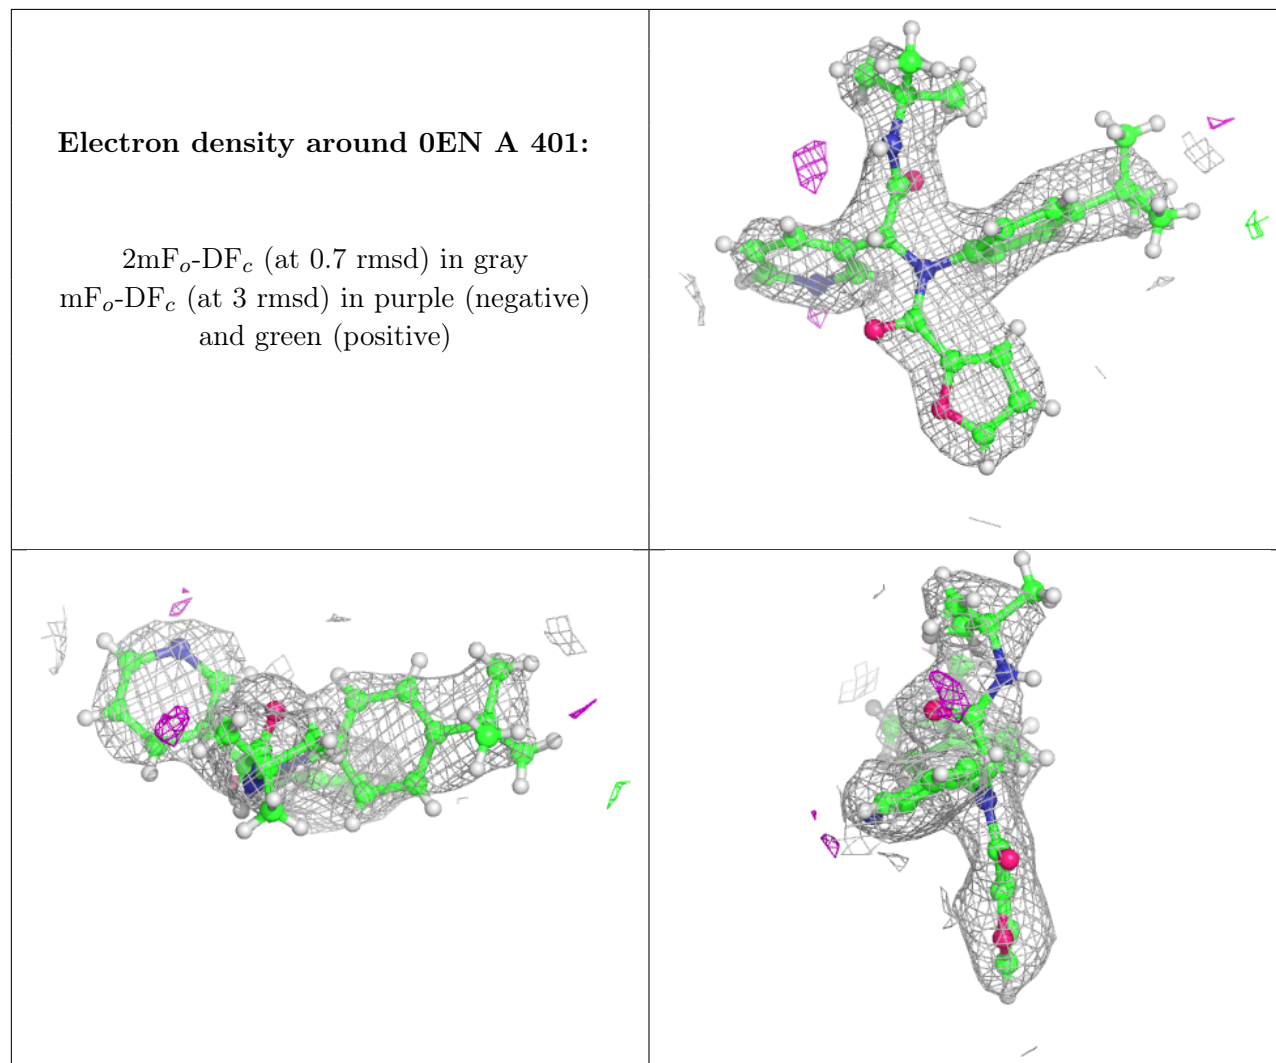 Electron density around 0EN A 401:
2mFo-DFc (at 0.7 rmsd) in gray
mFo-DFc (at 3 rmsd) in purple (negative)
and green (positive)